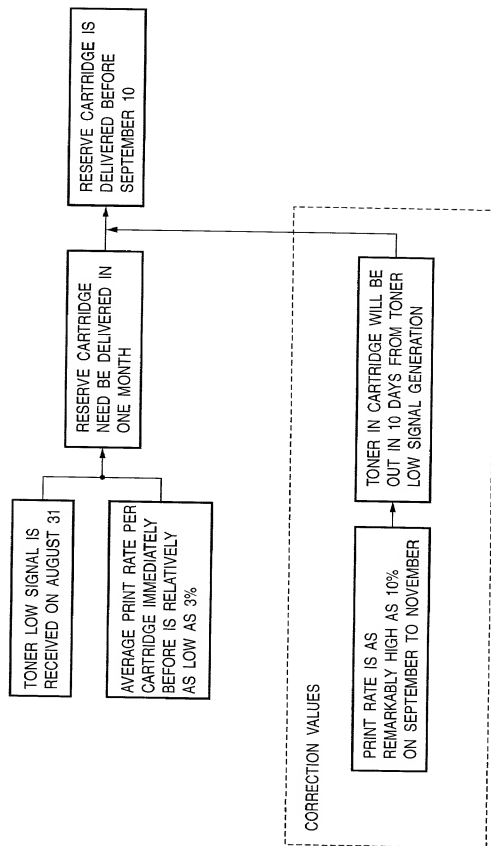 TONER LOW SIGNAL IS
RECEIVED ON AUGUST 31
AVERAGE PRINT RATE PER
CARTRIDGE IMMEDIATELY
BEFORE IS RELATIVELY
AS LOW AS 3%
RESERVE CARTRIDGE
NEED BE DELIVERED IN
ONE MONTH
RESERVE CARTRIDGE IS
DELIVERED BEFORE
SEPTEMBER 10
CORRECTION VALUES
PRINT RATE IS AS
REMARKABLY HIGH AS 10%
ON SEPTEMBER TO NOVEMBER
TONER IN CARTRIDGE WILL BE
OUT IN 10 DAYS FROM TONER
LOW SIGNAL GENERATION